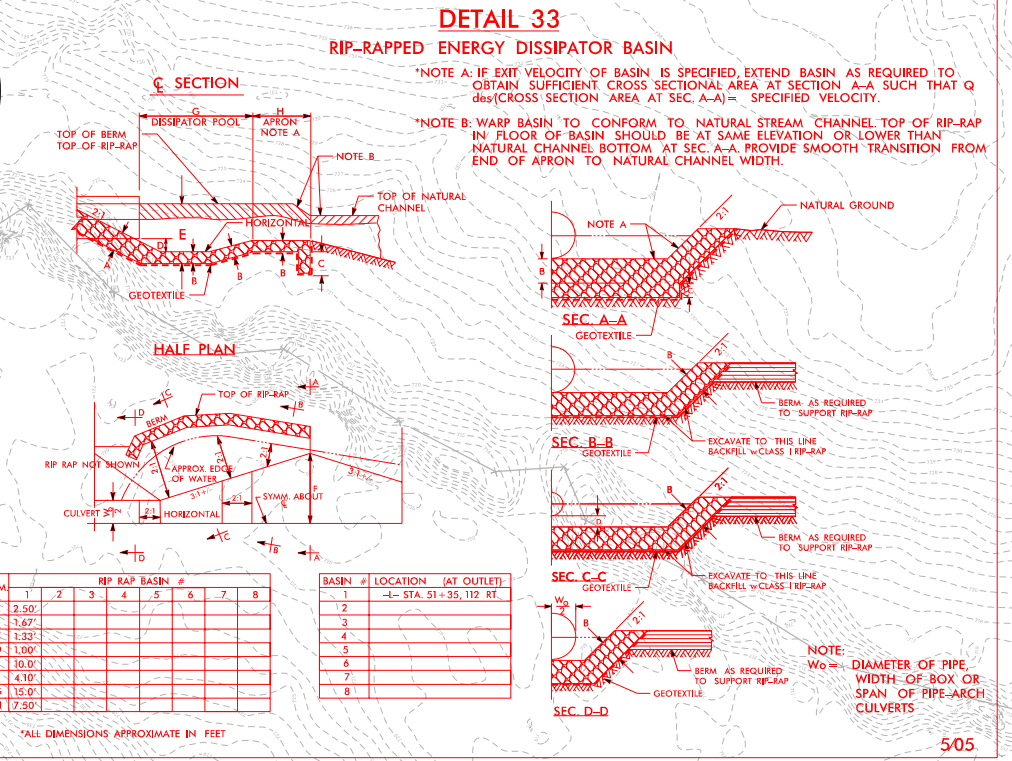 DETAIL 33
RIP-RAPPED ENERGY DISSIPATOR BASIN
*NOTE A: IF EXIT VELOCITY OF BASIN IS SPECIFIED, EXTEND BASIN AS REQUIRED TO
OBTAIN SUFFICIENT CROSS SECTIONAL AREA AT SECTION A-A SUCH THAT Q
des/(CROSS SECTION AREA AT SEC. A-A) = SPECIFIED VELOCITY.
*NOTE B: WARP BASIN TO CONFORM TO NATURAL STREAM CHANNEL. TOP OF RIP-RAP
IN FLOOR OF BASIN SHOULD BE AT SAME ELEVATION OR LOWER THAN
NATURAL CHANNEL BOTTOM AT SEC. A-A. PROVIDE SMOOTH TRANSITION FROM
END OF APRON TO NATURAL CHANNEL WIDTH.
℄ SECTION
G H
DISSIPATOR POOL APRON
NOTE A
TOP OF BERM
TOP OF RIP-RAP
NOTE B
TOP OF NATURAL
CHANNEL
2:1
HORIZONTAL
E
D
A
B
B
B
C
GEOTEXTILE
HALF PLAN
A
C
TOP OF RIP-RAP
B
D
BERM
RIP RAP NOT SHOWN
2:1
APPROX. EDGE
OF WATER
2:1
2:1
3:1+/-
3:1+/-
F
CULVERT
Wo
2
2:1
HORIZONTAL
2:1
SYMM. ABOUT
℄
C
B
A
D
2:1
NATURAL GROUND
NOTE A
B
SEC. A-A
GEOTEXTILE
2:1
B
BERM AS REQUIRED
TO SUPPORT RIP-RAP
SEC. B-B
GEOTEXTILE
EXCAVATE TO THIS LINE
BACKFILL w CLASS I RIP-RAP
2:1
B
D
BERM AS REQUIRED
TO SUPPORT RIP-RAP
SEC. C-C
GEOTEXTILE
EXCAVATE TO THIS LINE
BACKFILL w CLASS I RIP-RAP
Wo
2
2:1
B
BERM AS REQUIRED
TO SUPPORT RIP-RAP
GEOTEXTILE
SEC. D-D
RIP RAP BASIN #
1 2 3 4 5 6 7 8
2.50'
1.67'
1.33'
1.00'
10.0'
4.10'
15.0'
7.50'
*ALL DIMENSIONS APPROXIMATE IN FEET
BASIN # LOCATION (AT OUTLET)
1 -L- STA. 51+35, 112 RT
2
3
4
5
6
7
8
NOTE:
Wo = DIAMETER OF PIPE,
WIDTH OF BOX OR
SPAN OF PIPE-ARCH
CULVERTS
5/05